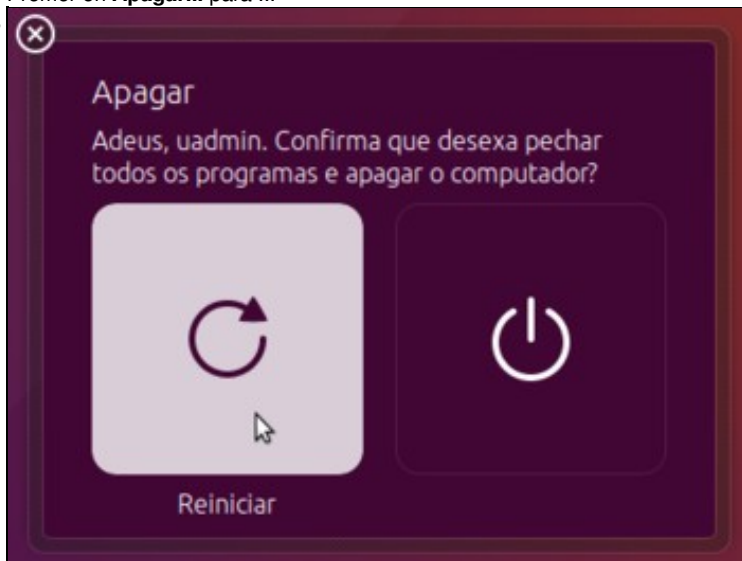 Apagar
Adeus, uadmin. Confirma que desexa pechar
todos os programas e apagar o computador?
Reiniciar